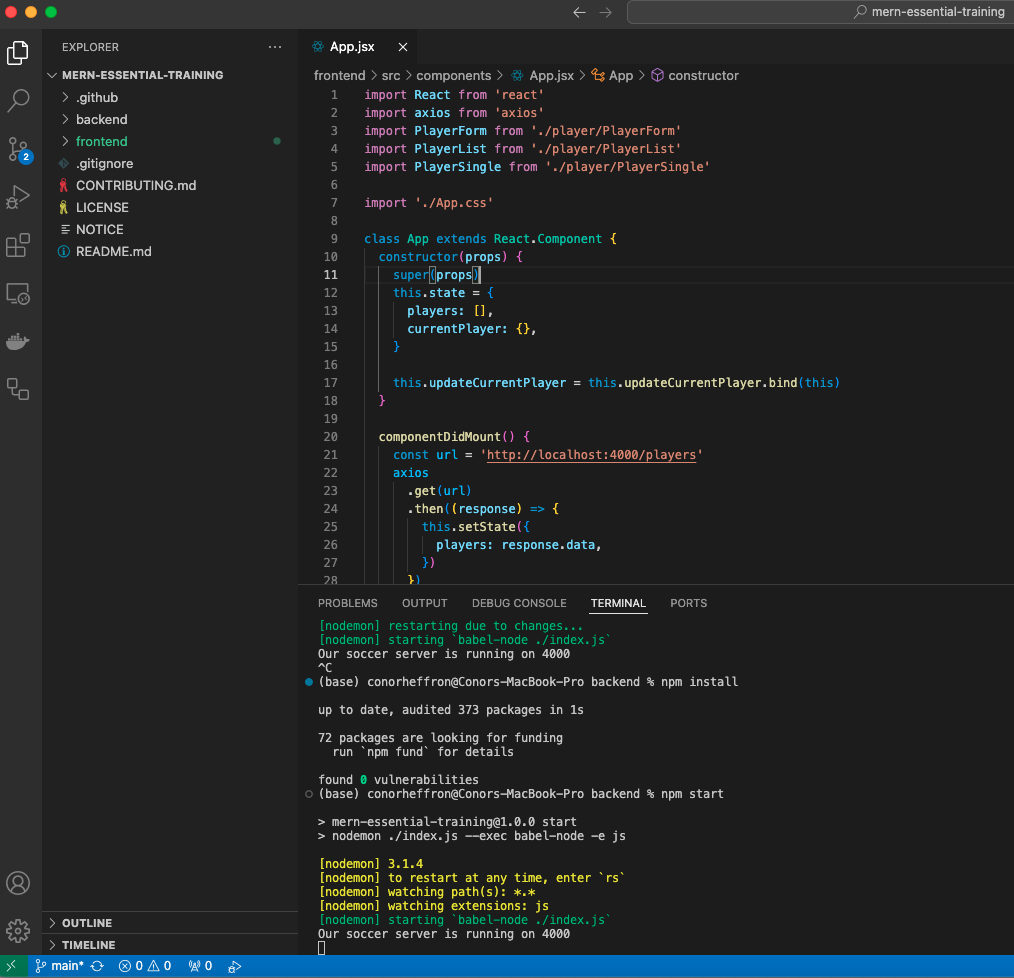 mern-essential-training
EXPLORER
MERN-ESSENTIAL-TRAINING
.github
backend
frontend
.gitignore
CONTRIBUTING.md
LICENSE
NOTICE
README.md
2
OUTLINE
TIMELINE
App.jsx
frontend > src > components > App.jsx > App > constructor
1 import React from 'react'
2 import axios from 'axios'
3 import PlayerForm from './player/PlayerForm'
4 import PlayerList from './player/PlayerList'
5 import PlayerSingle from './player/PlayerSingle'
6
7 import './App.css'
8
9 class App extends React.Component {
10 constructor(props) {
11 super(props)
12 this.state = {
13 players: [],
14 currentPlayer: {},
15 }
16
17 this.updateCurrentPlayer = this.updateCurrentPlayer.bind(this)
18 }
19
20 componentDidMount() {
21 const url = 'http://localhost:4000/players'
22 axios
23 .get(url)
24 .then((response) => {
25 this.setState({
26 players: response.data,
27 })
28 })
PROBLEMS OUTPUT DEBUG CONSOLE TERMINAL PORTS
[nodemon] restarting due to changes...
[nodemon] starting `babel-node ./index.js`
Our soccer server is running on 4000
^C
(base) conorheffron@Conors-MacBook-Pro backend % npm install
up to date, audited 373 packages in 1s
72 packages are looking for funding
run `npm fund` for details
found 0 vulnerabilities
(base) conorheffron@Conors-MacBook-Pro backend % npm start
> mern-essential-training@1.0.0 start
> nodemon ./index.js --exec babel-node -e js
[nodemon] 3.1.4
[nodemon] to restart at any time, enter `rs`
[nodemon] watching path(s): *.*
[nodemon] watching extensions: js
[nodemon] starting `babel-node ./index.js`
Our soccer server is running on 4000
main* 0 0 0